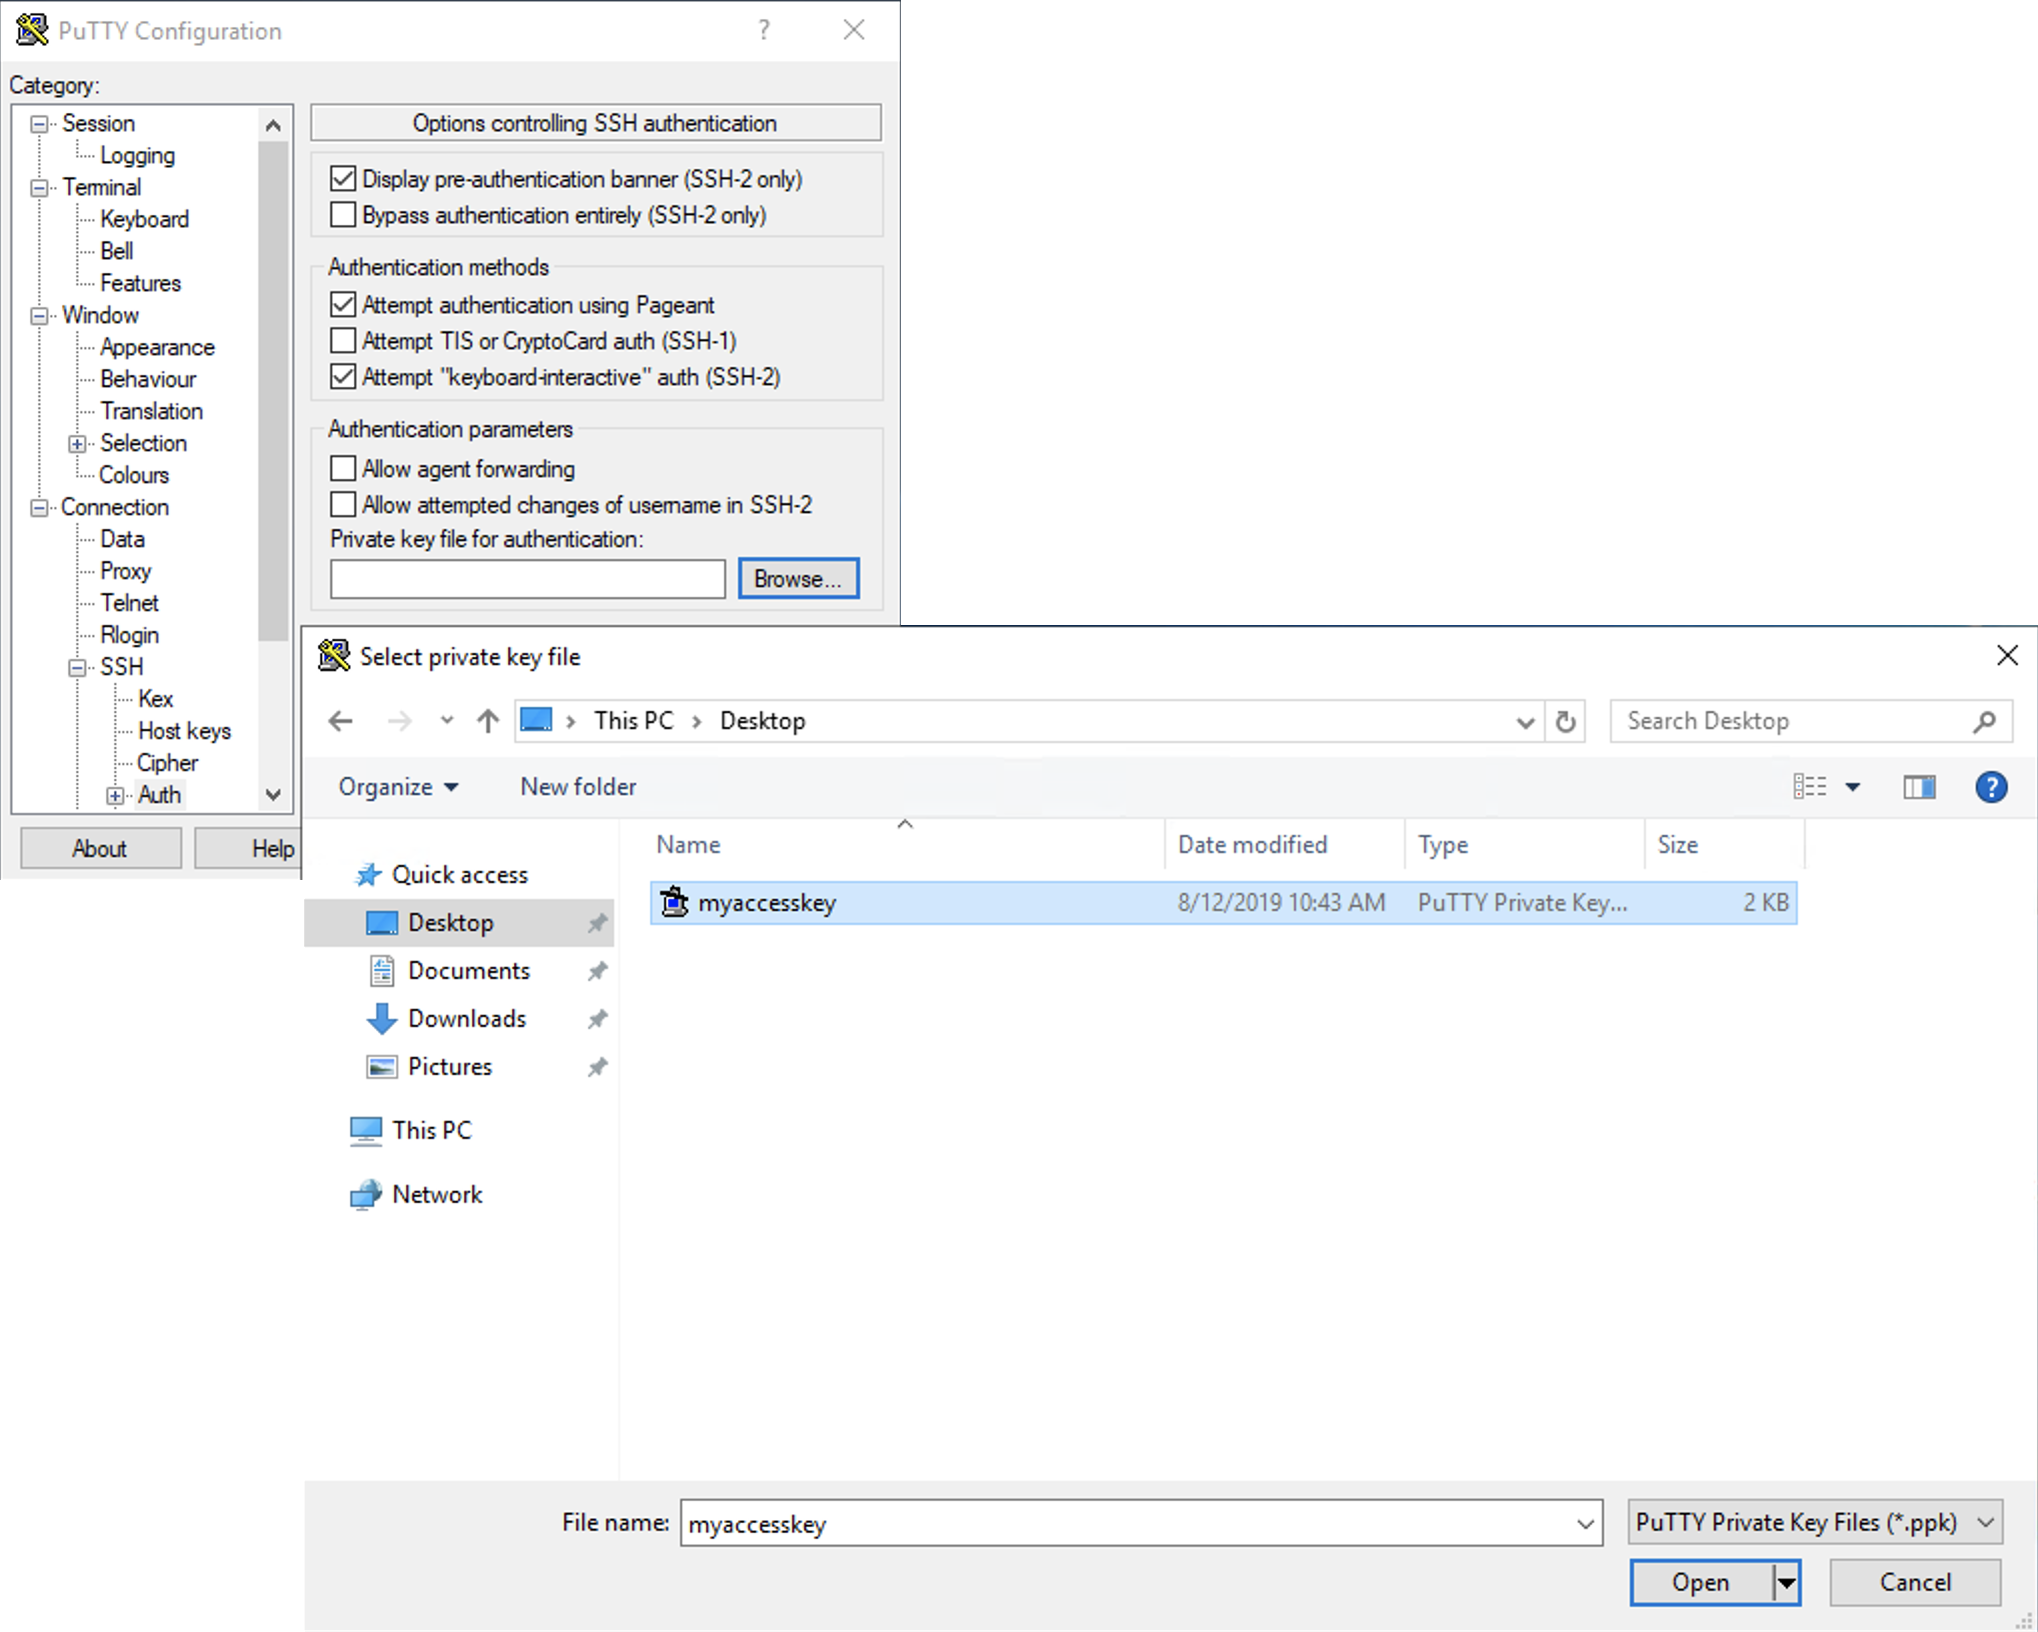 PuTTY Configuration
?
Category:
Session
Logging
Terminal
Keyboard
Bell
Features
Window
Appearance
Behaviour
Translation
Selection
Colours
Connection
Data
Proxy
Telnet
Rlogin
SSH
Kex
Host keys
Cipher
Auth
About
Help
Options controlling SSH authentication
Display pre-authentication banner (SSH-2 only)
Bypass authentication entirely (SSH-2 only)
Authentication methods
Attempt authentication using Pageant
Attempt TIS or CryptoCard auth (SSH-1)
Attempt "keyboard-interactive" auth (SSH-2)
Authentication parameters
Allow agent forwarding
Allow attempted changes of username in SSH-2
Private key file for authentication:
Browse...
Select private key file
This PC > Desktop
Search Desktop
Organize
New folder
?
Quick access
Desktop
Documents
Downloads
Pictures
This PC
Network
Name Date modified Type Size
myaccesskey 8/12/2019 10:43 AM PuTTY Private Key... 2 KB
File name: myaccesskey
PuTTY Private Key Files (*.ppk)
Open
Cancel